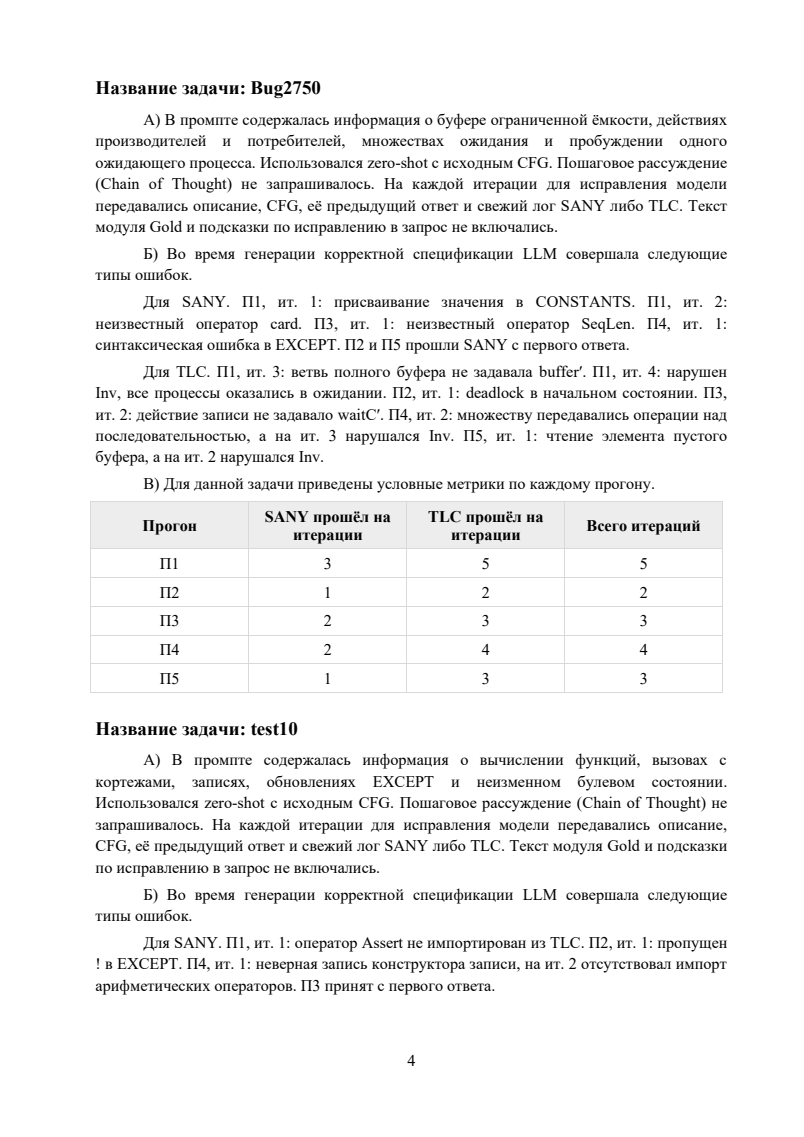 Название задачи: Bug2750
А) В промпте содержалась информация о буфере ограниченной ёмкости, действиях
производителей и потребителей, множествах ожидания и пробуждении одного
ожидающего процесса. Использовался zero-shot с исходным CFG. Пошаговое рассуждение
(Chain of Thought) не запрашивалось. На каждой итерации для исправления модели
передавались описание, CFG, её предыдущий ответ и свежий лог SANY либо TLC. Текст
модуля Gold и подсказки по исправлению в запрос не включались.
Б) Во время генерации корректной спецификации LLM совершала следующие
типы ошибок.
Для SANY. П1, ит. 1: присваивание значения в CONSTANTS. П1, ит. 2:
неизвестный оператор card. П3, ит. 1: неизвестный оператор SeqLen. П4, ит. 1:
синтаксическая ошибка в EXCEPT. П2 и П5 прошли SANY с первого ответа.
Для TLC. П1, ит. 3: ветвь полного буфера не задавала buffer′. П1, ит. 4: нарушен
Inv, все процессы оказались в ожидании. П2, ит. 1: deadlock в начальном состоянии. П3,
ит. 2: действие записи не задавало waitC′. П4, ит. 2: множеству передавались операции над
последовательностью, а на ит. 3 нарушался Inv. П5, ит. 1: чтение элемента пустого
буфера, а на ит. 2 нарушался Inv.
В) Для данной задачи приведены условные метрики по каждому прогону.
Прогон SANY прошёл на итерации TLC прошёл на итерации Всего итераций
П1 3 5 5
П2 1 2 2
П3 2 3 3
П4 2 4 4
П5 1 3 3
Название задачи: test10
А) В промпте содержалась информация о вычислении функций, вызовах с
кортежами, записях, обновлениях EXCEPT и неизменном булевом состоянии.
Использовался zero-shot с исходным CFG. Пошаговое рассуждение (Chain of Thought) не
запрашивалось. На каждой итерации для исправления модели передавались описание,
CFG, её предыдущий ответ и свежий лог SANY либо TLC. Текст модуля Gold и подсказки
по исправлению в запрос не включались.
Б) Во время генерации корректной спецификации LLM совершала следующие
типы ошибок.
Для SANY. П1, ит. 1: оператор Assert не импортирован из TLC. П2, ит. 1: пропущен
! в EXCEPT. П4, ит. 1: неверная запись конструктора записи, на ит. 2 отсутствовал импорт
арифметических операторов. П3 принят с первого ответа.
4